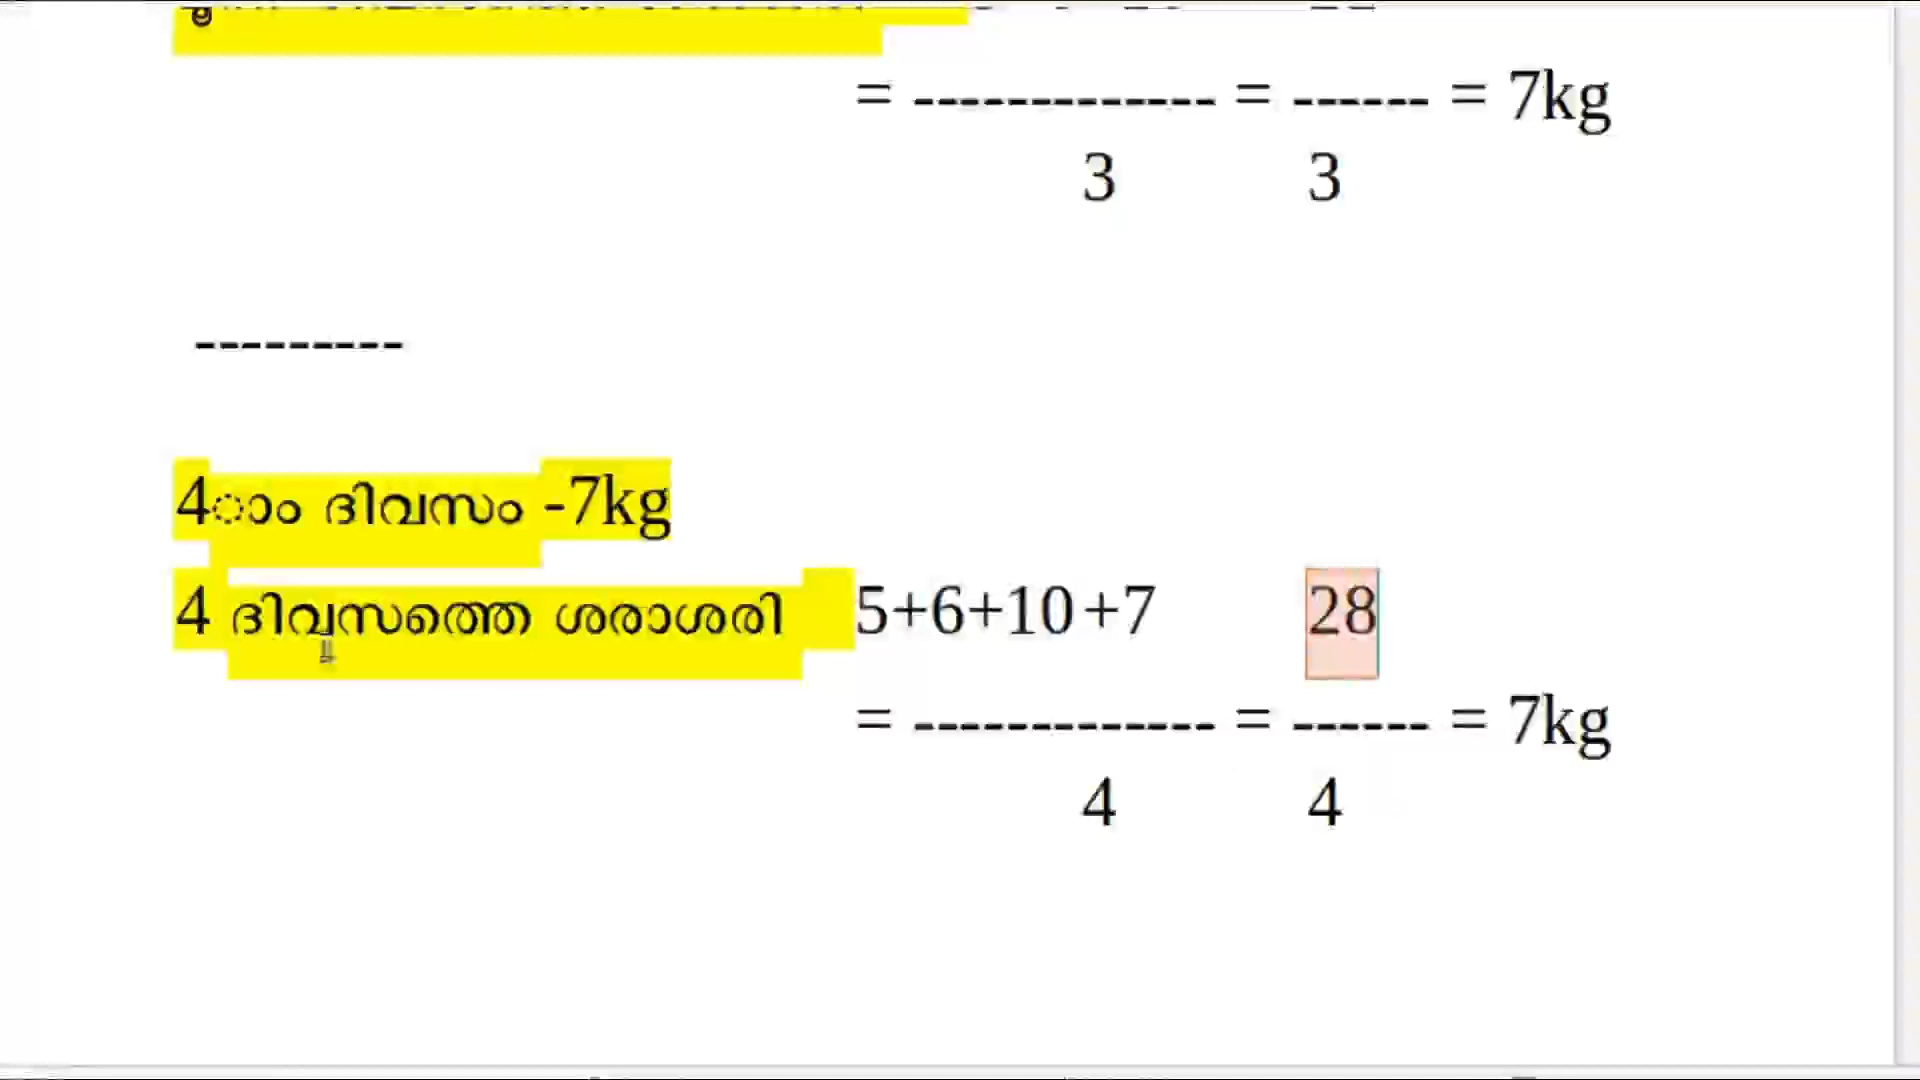 = ------------- = ------ = 7kg
3 3
---------
4ാം ദിവസം -7kg
4 ദിവസത്തെ ശരാശരി 5+6+10+7 28
= ------------- = ------ = 7kg
4 4